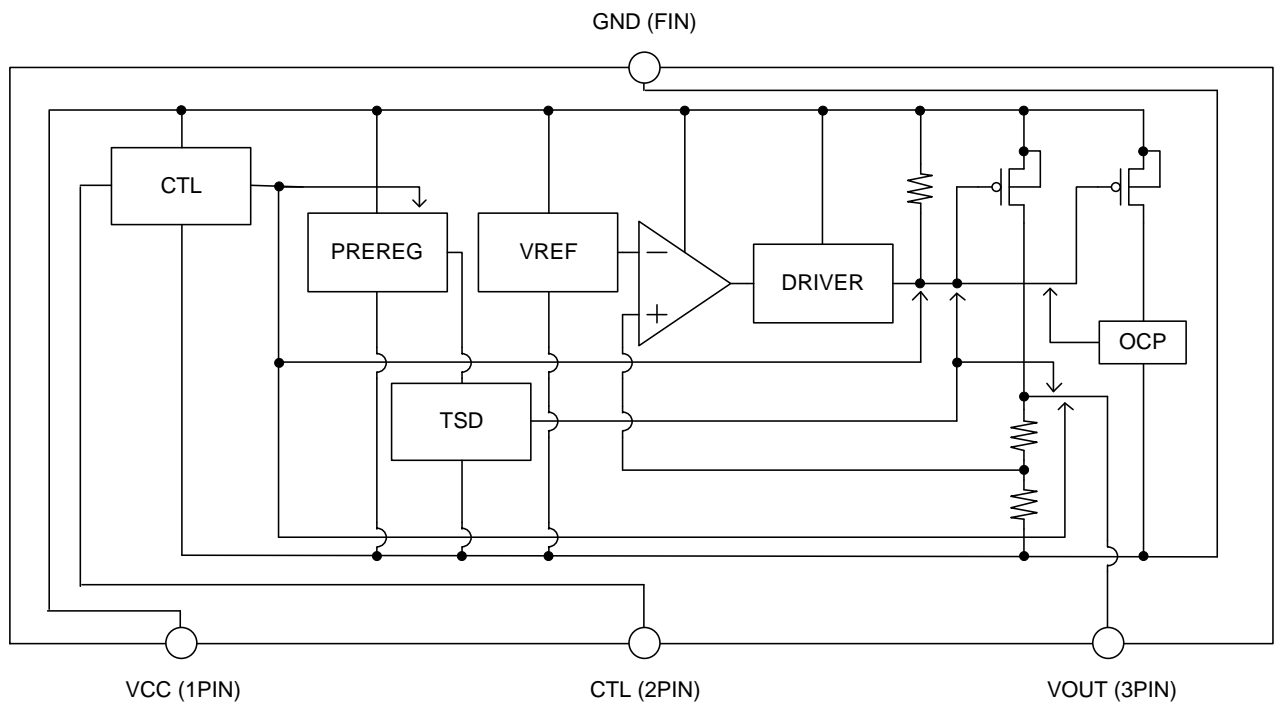 GND (FIN)
CTL
PREREG
VREF
−
+
DRIVER
OCP
TSD
VCC (1PIN)
CTL (2PIN)
VOUT (3PIN)